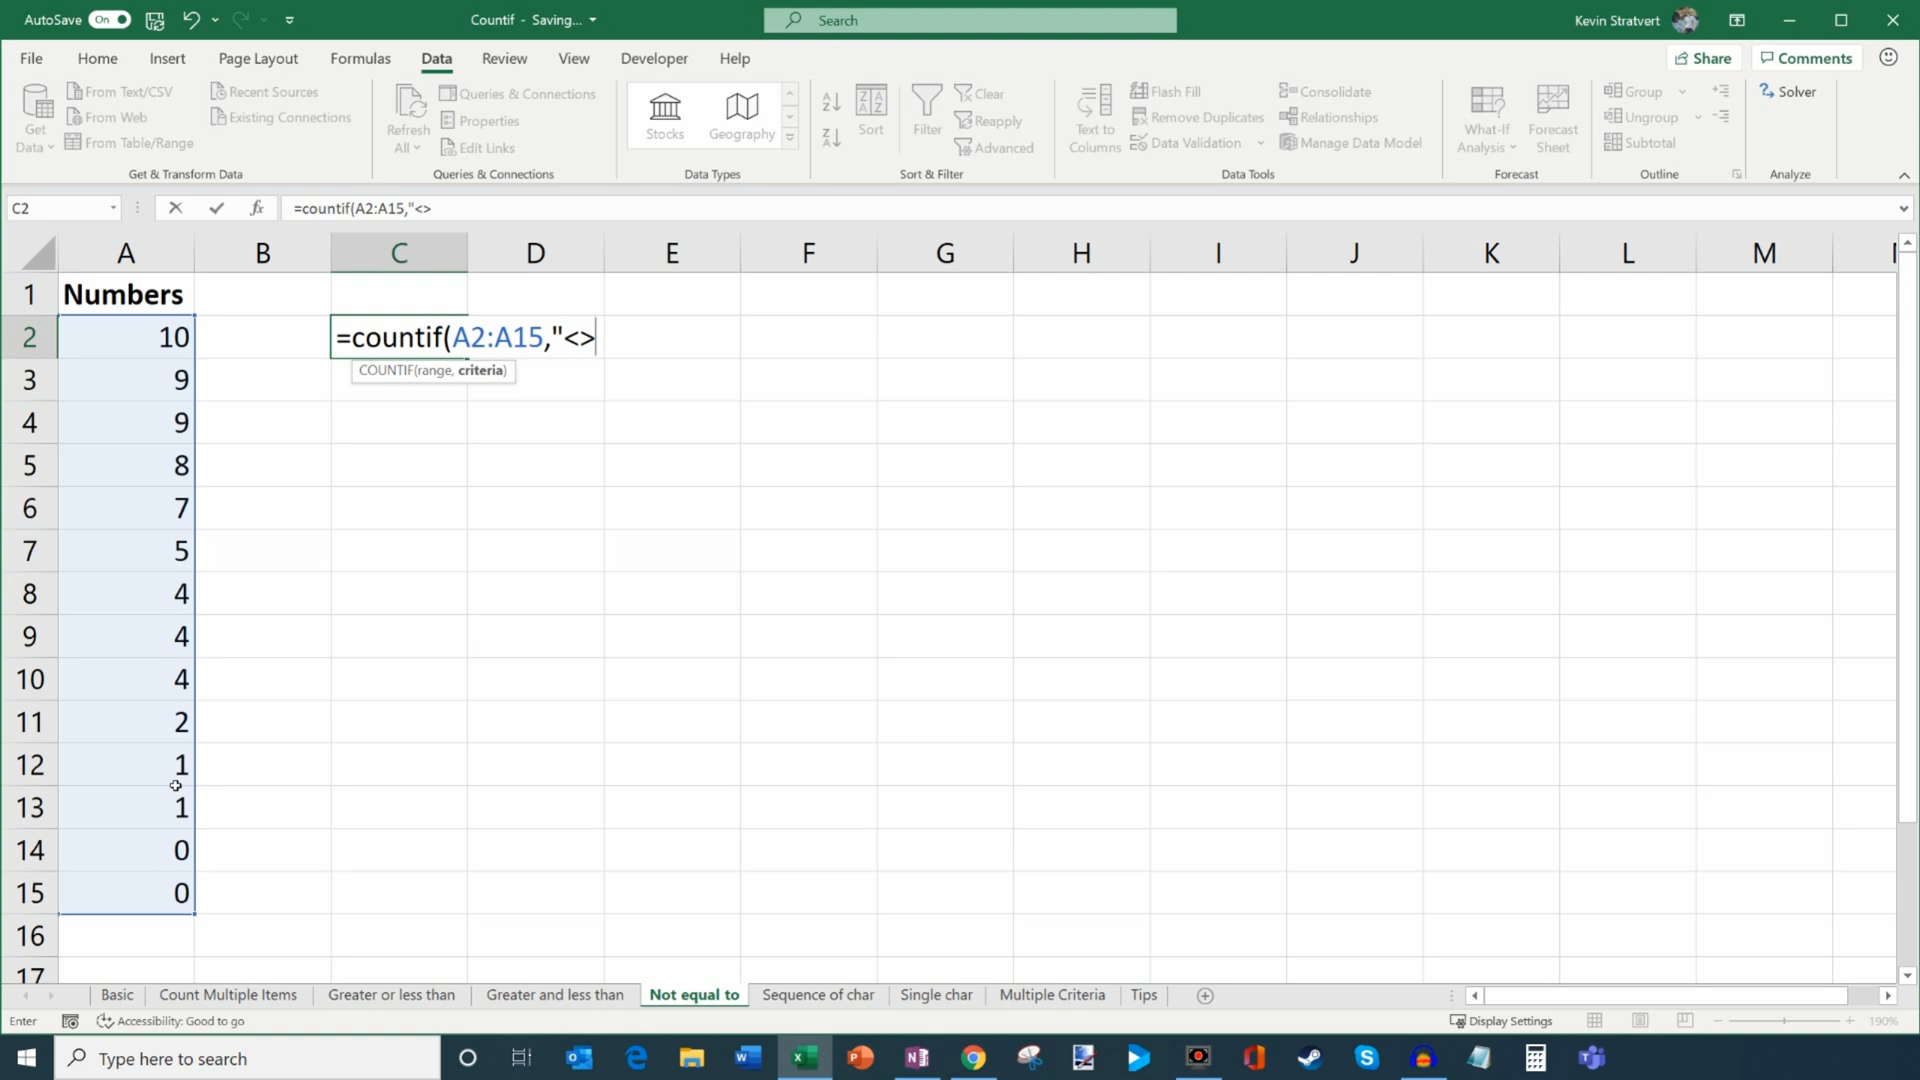 AutoSave On
Countif - Saving...
Search
Kevin Stratvert
File Home Insert Page Layout Formulas Data Review View Developer Help
Share Comments
Get Data
From Text/CSV
From Web
From Table/Range
Recent Sources
Existing Connections
Get & Transform Data
Refresh All
Queries & Connections
Properties
Edit Links
Queries & Connections
Stocks
Geography
Data Types
Sort
Filter
Clear
Reapply
Advanced
Sort & Filter
Text to Columns
Flash Fill
Remove Duplicates
Data Validation
Consolidate
Relationships
Manage Data Model
Data Tools
What-If Analysis
Forecast Sheet
Forecast
Group
Ungroup
Subtotal
Outline
Solver
Analyze
C2
fx
=countif(A2:A15,"<>
A B C D E F G H I J K L M
1 Numbers
2 10 =countif(A2:A15,"<>
COUNTIF(range, criteria)
3 9
4 9
5 8
6 7
7 5
8 4
9 4
10 4
11 2
12 1
13 1
14 0
15 0
16
17
Basic Count Multiple Items Greater or less than Greater and less than Not equal to Sequence of char Single char Multiple Criteria Tips
Enter Accessibility: Good to go Display Settings 190%
Type here to search